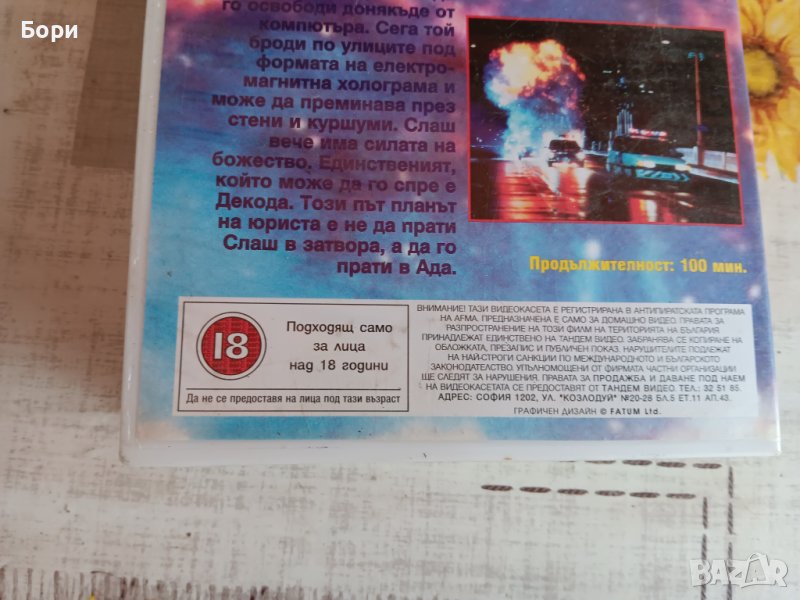 Бори
го освободи донякъде от
компютъра. Сега той
броди по улиците под
формата на електро-
магнитна холограма и
може да преминава през
стени и куршуми. Слаш
вече има силата на
божество. Единственият,
който може да го спре е
Декода. Този път планът
на юриста е не да прати
Слаш в затвора, а да го
прати в Ада.
Продължителност: 100 мин.
18
Подходящ само
за лица
над 18 години
Да не се предоставя на лица под тази възраст
ВНИМАНИЕ! ТАЗИ ВИДЕОКАСЕТА Е РЕГИСТРИРАНА В АНТИПИРАТСКАТА ПРОГРАМА
НА AFMA. ПРЕДНАЗНАЧЕНА Е САМО ЗА ДОМАШНО ВИДЕО. ПРАВАТА ЗА
РАЗПРОСТРАНЕНИЕ НА ТОЗИ ФИЛМ НА ТЕРИТОРИЯТА НА БЪЛГАРИЯ
ПРИНАДЛЕЖАТ ЕДИНСТВЕНО НА ТАНДЕМ ВИДЕО. ЗАБРАНЯВА СЕ КОПИРАНЕ НА
ОБЛОЖКАТА, ПРЕЗАПИС И ПУБЛИЧЕН ПОКАЗ. НАРУШИТЕЛИТЕ ПОДЛЕЖАТ
НА НАЙ-СТРОГИ САНКЦИИ ПО МЕЖДУНАРОДНОТО И БЪЛГАРСКОТО
ЗАКОНОДАТЕЛСТВО. УПЪЛНОМОЩЕНИ ОТ ФИРМАТА ЧАСТНИ ОРГАНИЗАЦИИ
ЩЕ СЛЕДЯТ ЗА НАРУШЕНИЯ. ПРАВАТА ЗА ПРОДАЖБА И ДАВАНЕ ПОД НАЕМ
НА ВИДЕОКАСЕТАТА СЕ ПРЕДОСТАВЯТ ОТ ТАНДЕМ ВИДЕО. ТЕЛ.: 32 51 85.
АДРЕС: СОФИЯ 1202, УЛ. "КОЗЛОДУЙ" №20-28 БЛ.5 ЕТ.11 АП.43.
ГРАФИЧЕН ДИЗАЙН © FATUM Ltd.
BAZAR